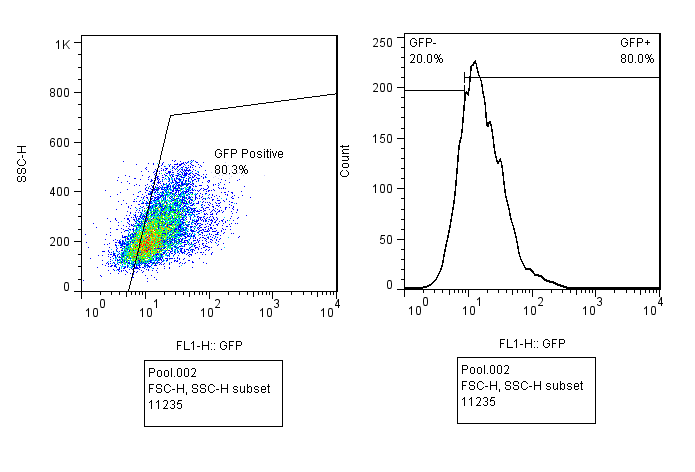 1K
800
600
400
200
0
SSC-H
GFP Positive
80.3%
10^0 10^1 10^2 10^3 10^4
FL1-H:: GFP
Pool.002
FSC-H, SSC-H subset
11235
250
200
150
100
50
0
Count
GFP-
20.0%
GFP+
80.0%
10^0 10^1 10^2 10^3 10^4
FL1-H:: GFP
Pool.002
FSC-H, SSC-H subset
11235